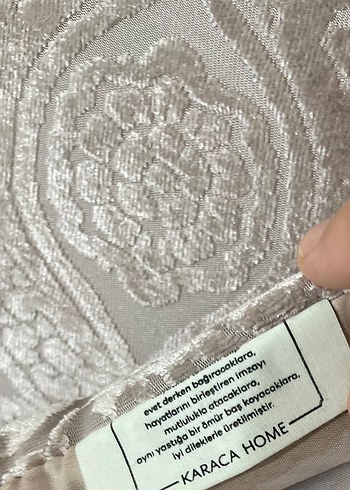 evet derken bağıracaklara,
hayatlarını birleştiren imzayı
mutlulukla atacaklara,
aynı yastığa bir ömür baş koyacaklara,
iyi dileklerle üretilmiştir.
KARACA HOME